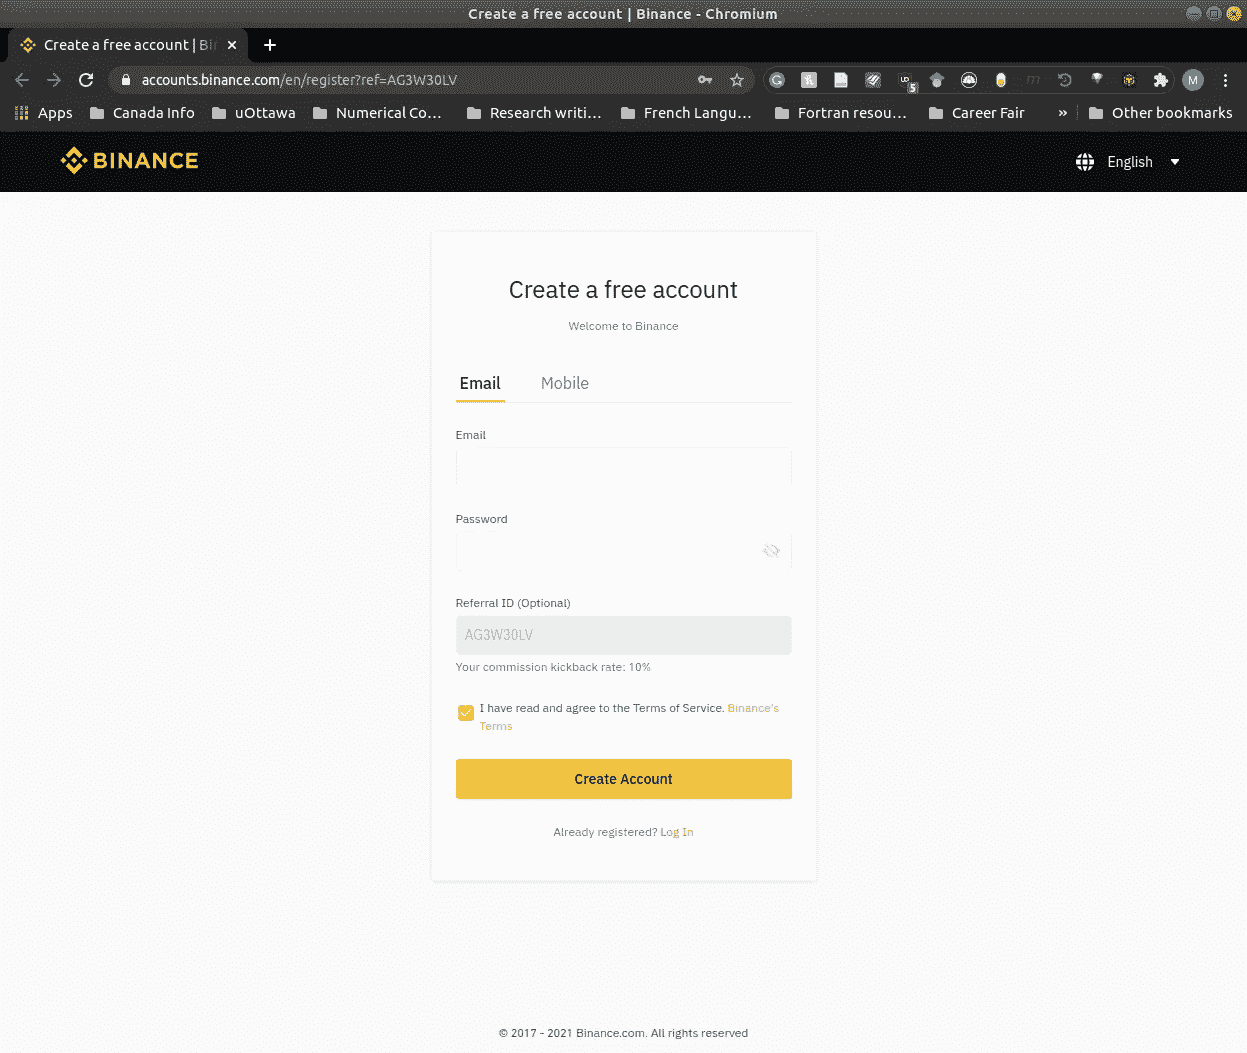 Create a free account | Binance - Chromium
Create a free account | Bin
accounts.binance.com/en/register?ref=AG3W30LV
5
M
Apps Canada Info uOttawa Numerical Co... Research writi... French Langu... Fortran resou... Career Fair » Other bookmarks
BINANCE
English
Create a free account
Welcome to Binance
Email Mobile
Email
Password
Referral ID (Optional)
AG3W30LV
Your commission kickback rate: 10%
I have read and agree to the Terms of Service. Binance's
Terms
Create Account
Already registered? Log In
© 2017 - 2021 Binance.com. All rights reserved